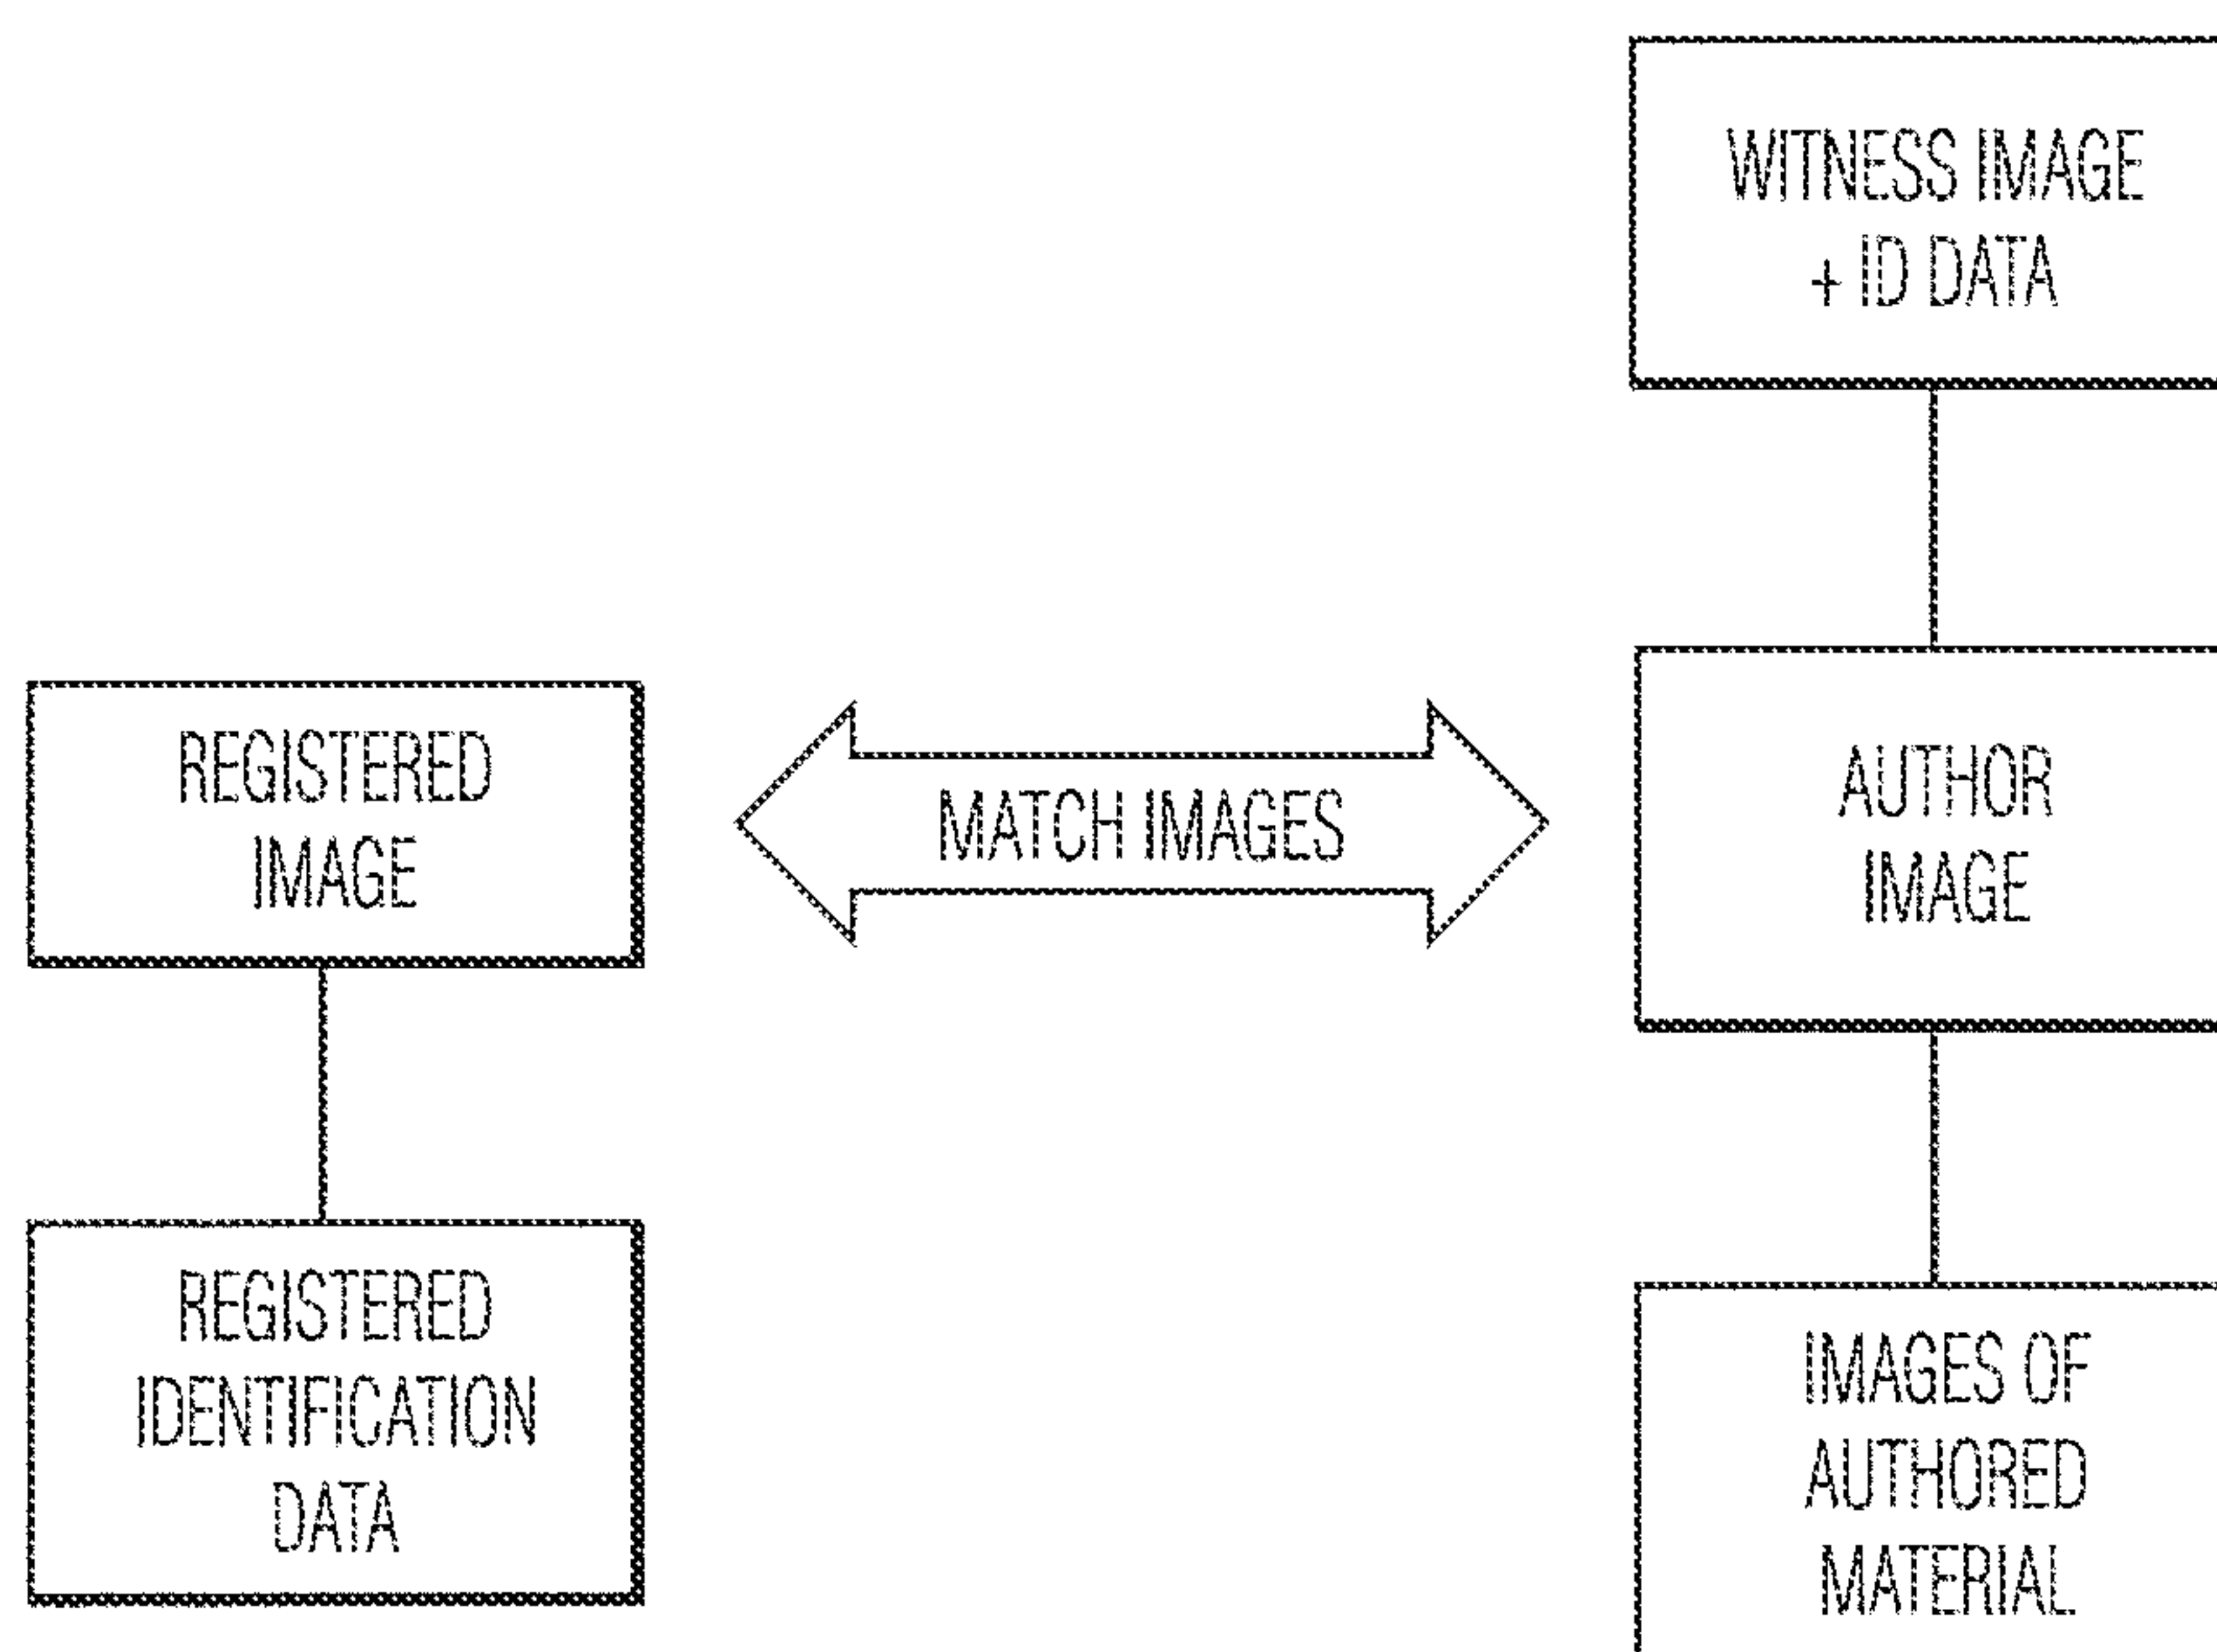 WITNESS IMAGE
+ ID DATA
REGISTERED
IMAGE
MATCH IMAGES
AUTHOR
IMAGE
REGISTERED
IDENTIFICATION
DATA
IMAGES OF
AUTHORED
MATERIAL